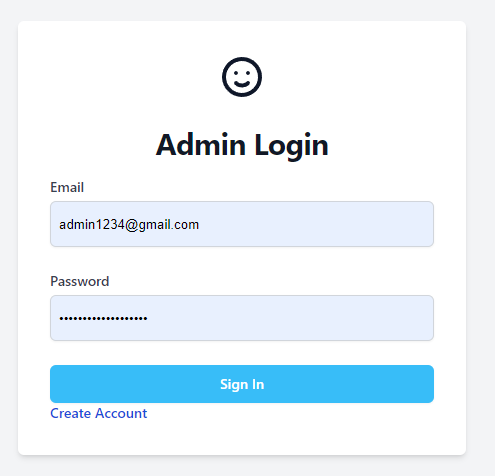 Admin Login
Email
admin1234@gmail.com
Password
•••••••••••••••••••
Sign In
Create Account